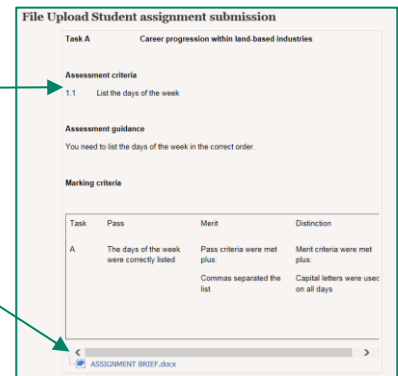 File Upload Student assignment submission
Task A Career progression within land-based industries
Assessment criteria
1.1 List the days of the week
Assessment guidance
You need to list the days of the week in the correct order.
Marking criteria
Task Pass Merit Distinction
A The days of the week Pass criteria were met Merit criteria were met
were correctly listed plus: plus:
Commas separated the Capital letters were used
list on all days
ASSIGNMENT BRIEF.docx